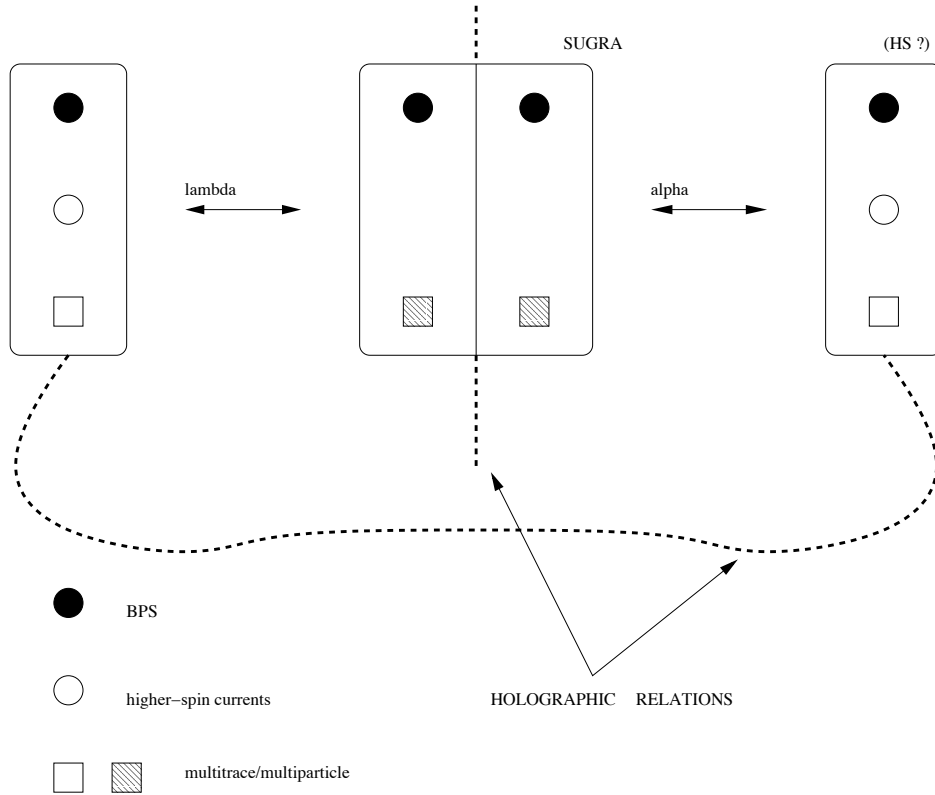 SUGRA
(HS ?)
lambda
alpha
BPS
higher−spin currents
HOLOGRAPHIC RELATIONS
multitrace/multiparticle